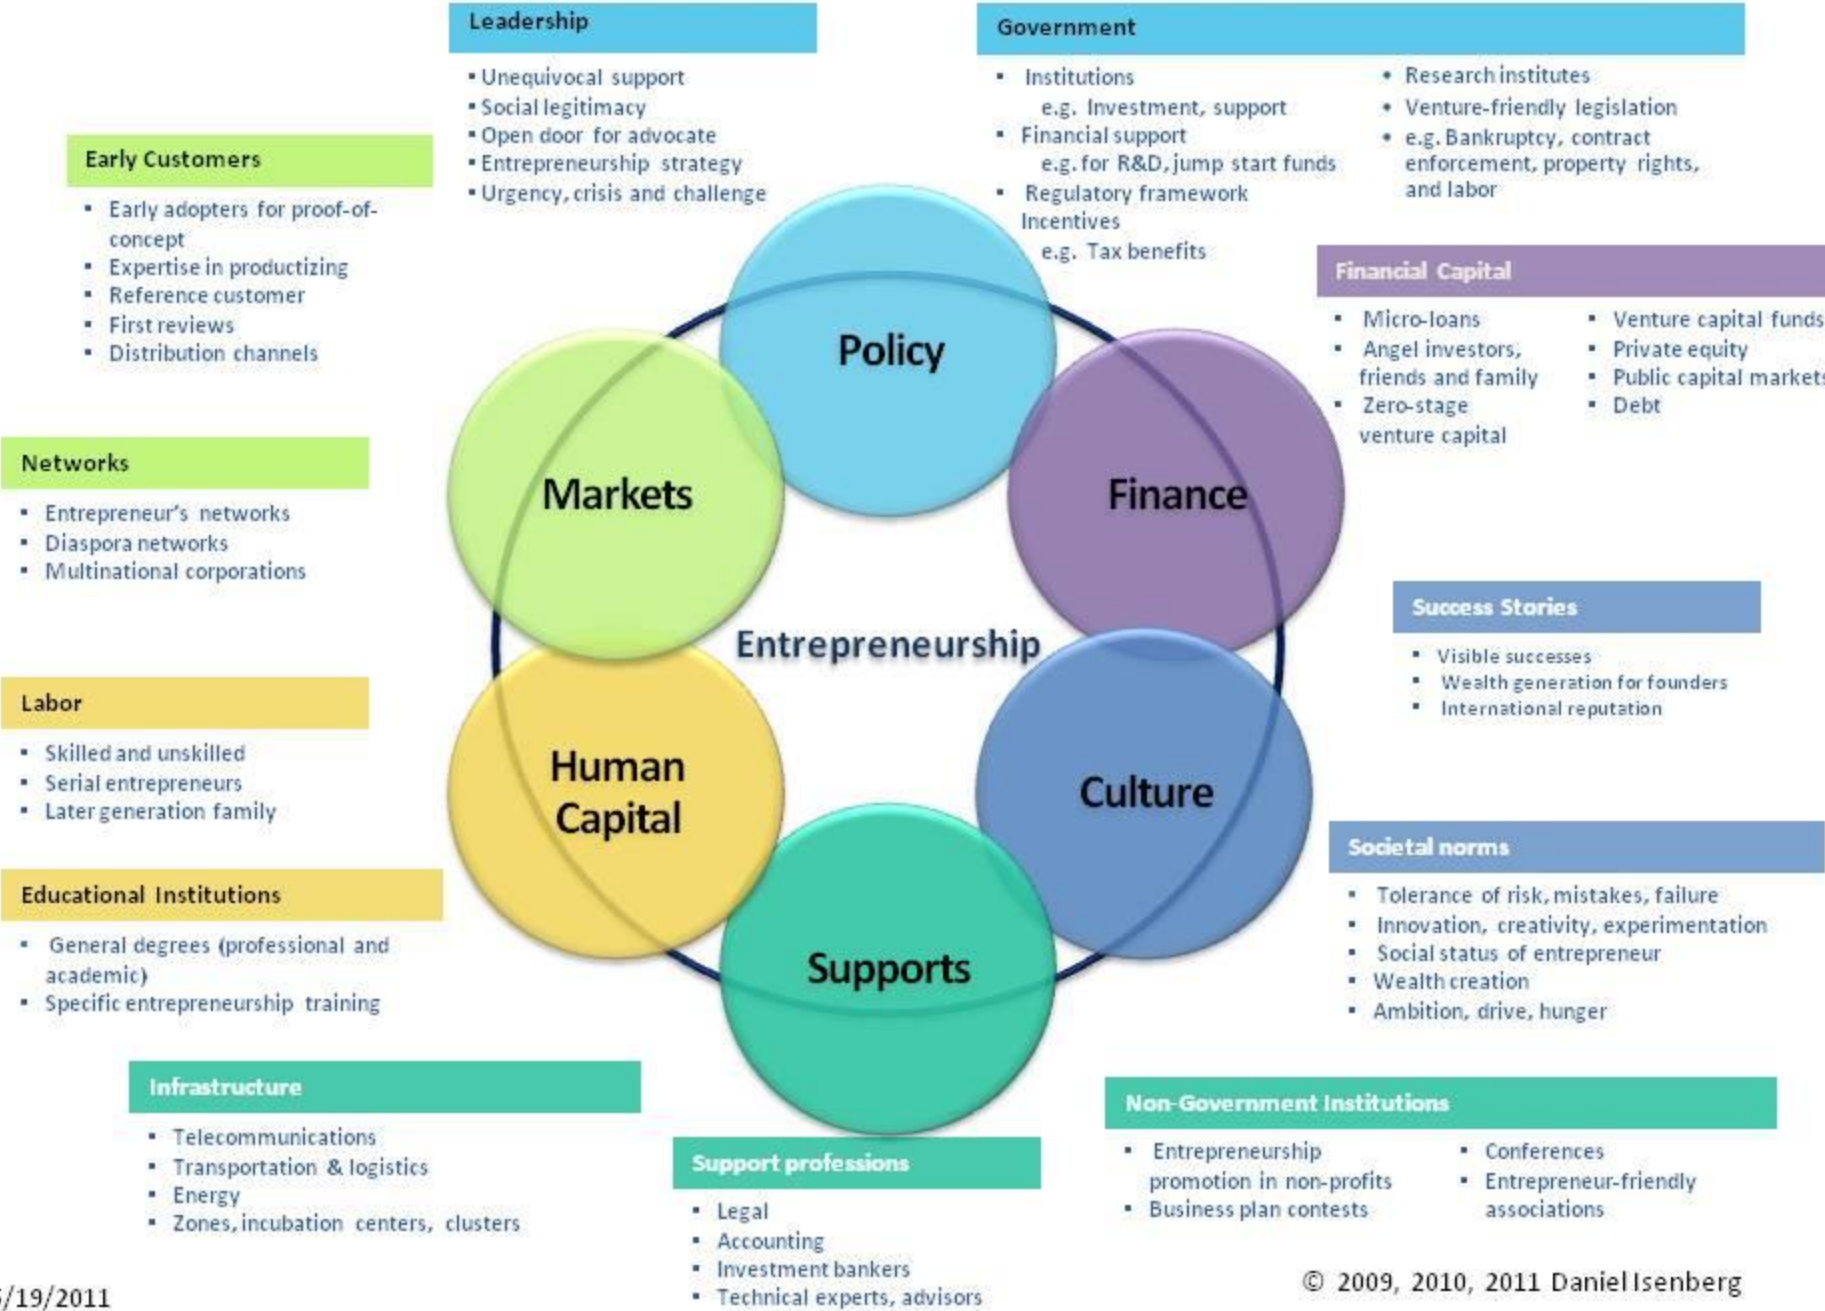 Leadership
▪ Unequivocal support
▪ Social legitimacy
▪ Open door for advocate
▪ Entrepreneurship strategy
▪ Urgency, crisis and challenge
Government
▪ Institutions
e.g. Investment, support
▪ Financial support
e.g. for R&D, jump start funds
▪ Regulatory framework
Incentives
e.g. Tax benefits
• Research institutes
• Venture-friendly legislation
• e.g. Bankruptcy, contract
enforcement, property rights,
and labor
Early Customers
▪ Early adopters for proof-of-
concept
▪ Expertise in productizing
▪ Reference customer
▪ First reviews
▪ Distribution channels
Financial Capital
▪ Micro-loans
▪ Angel investors,
friends and family
▪ Zero-stage
venture capital
▪ Venture capital funds
▪ Private equity
▪ Public capital markets
▪ Debt
Networks
▪ Entrepreneur's networks
▪ Diaspora networks
▪ Multinational corporations
Policy
Markets
Finance
Entrepreneurship
Human
Capital
Culture
Supports
Success Stories
▪ Visible successes
▪ Wealth generation for founders
▪ International reputation
Labor
▪ Skilled and unskilled
▪ Serial entrepreneurs
▪ Later generation family
Societal norms
▪ Tolerance of risk, mistakes, failure
▪ Innovation, creativity, experimentation
▪ Social status of entrepreneur
▪ Wealth creation
▪ Ambition, drive, hunger
Educational Institutions
▪ General degrees (professional and
academic)
▪ Specific entrepreneurship training
Infrastructure
▪ Telecommunications
▪ Transportation & logistics
▪ Energy
▪ Zones, incubation centers, clusters
Support professions
▪ Legal
▪ Accounting
▪ Investment bankers
▪ Technical experts, advisors
Non-Government Institutions
▪ Entrepreneurship
promotion in non-profits
▪ Business plan contests
▪ Conferences
▪ Entrepreneur-friendly
associations
/19/2011
© 2009, 2010, 2011 Daniel Isenberg